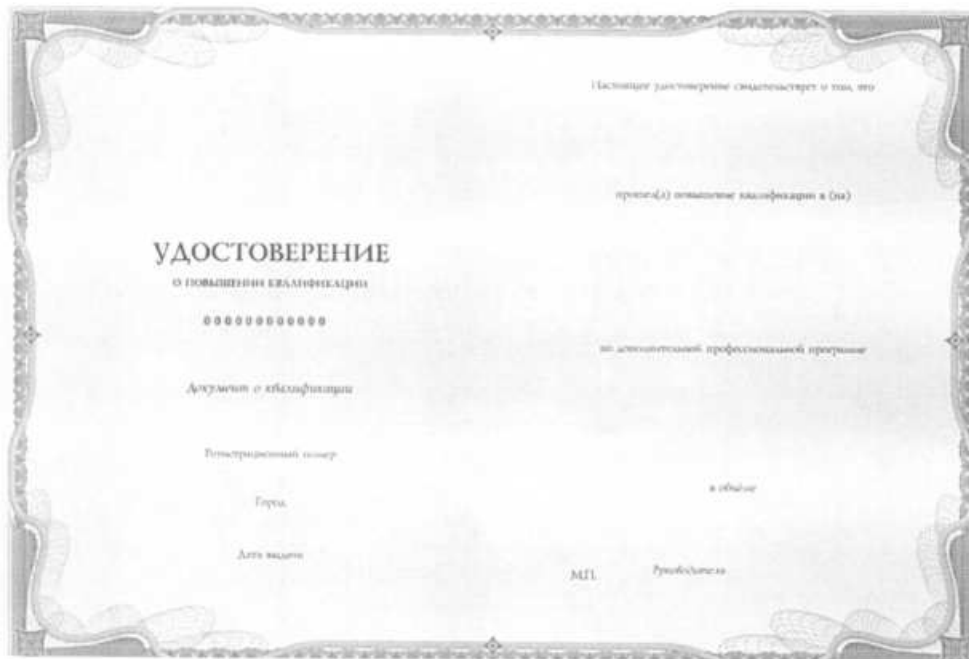 УДОСТОВЕРЕНИЕ
О ПОВЫШЕНИИ КВАЛИФИКАЦИИ
000000000000
Документ о квалификации
Регистрационный номер
Город
Дата выдачи
Настоящее удостоверение свидетельствует о том, что
прошел(а) повышение квалификации в (на)
по дополнительной профессиональной программе
в объёме
М.П.
Руководитель